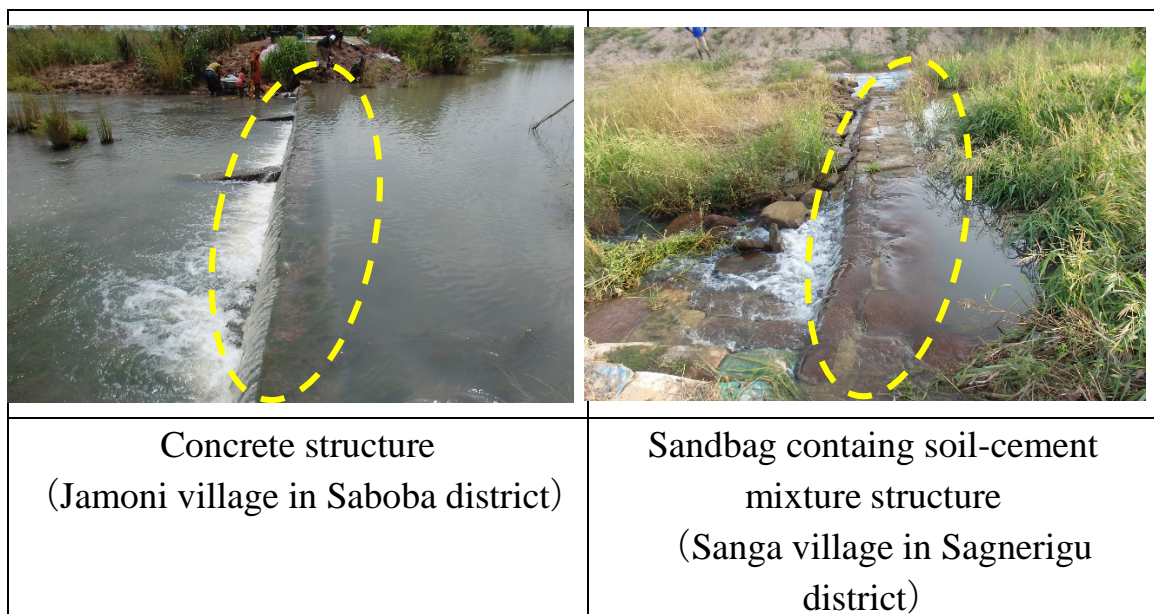 Concrete structure
（Jamoni village in Saboba district）
Sandbag containg soil-cement
mixture structure
（Sanga village in Sagnerigu
district）